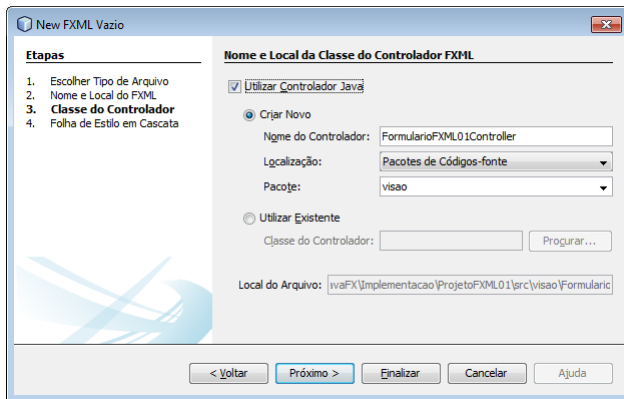 New FXML Vazio
Etapas
1. Escolher Tipo de Arquivo
2. Nome e Local do FXML
3. Classe do Controlador
4. Folha de Estilo em Cascata
Nome e Local da Classe do Controlador FXML
Utilizar Controlador Java
Criar Novo
Nome do Controlador: FormularioFXML01Controller
Localização: Pacotes de Códigos-fonte
Pacote: visao
Utilizar Existente
Classe do Controlador: Procurar...
Local do Arquivo: vaFX\Implementacao\ProjetoFXML01\src\visao\Formularic
< Voltar Próximo > Finalizar Cancelar Ajuda